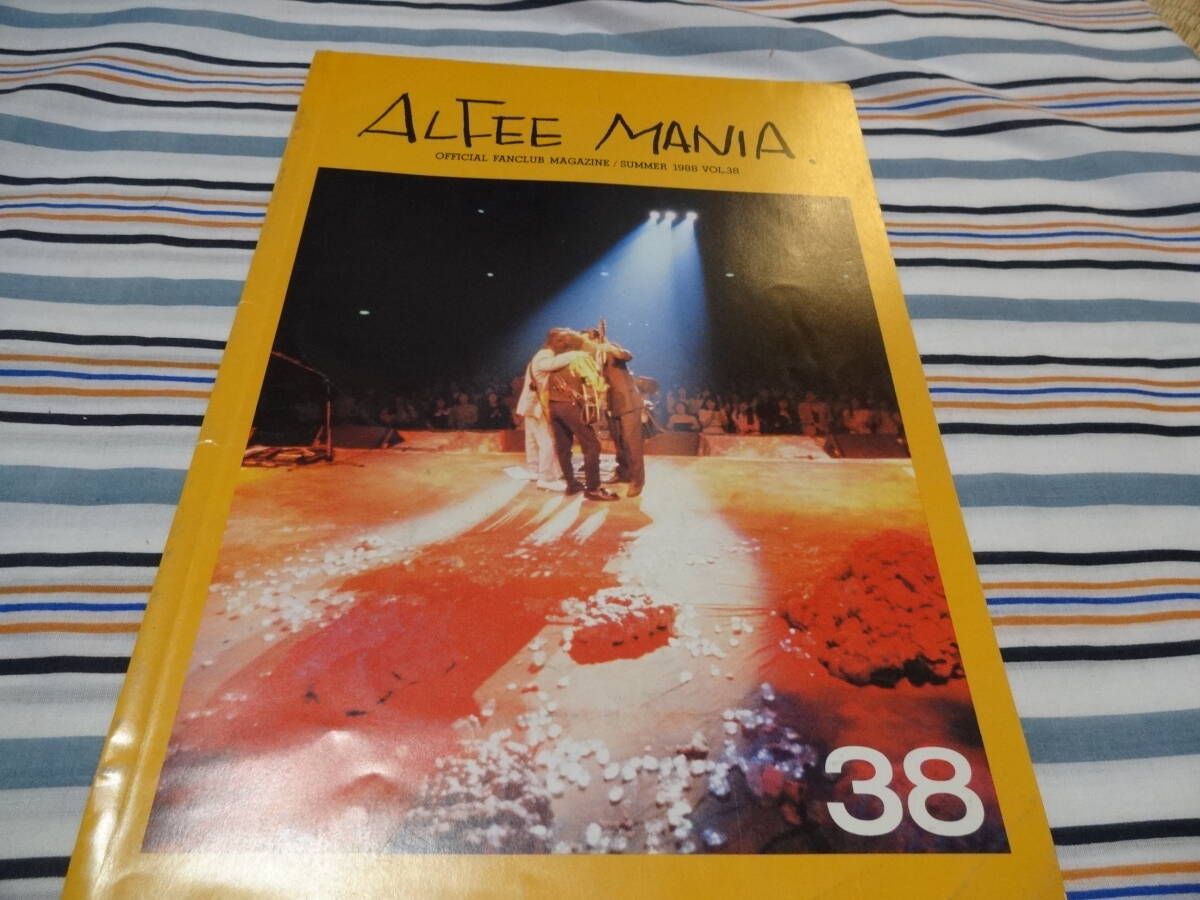 ALFEE MANIA.
OFFICIAL FANCLUB MAGAZINE / SUMMER 1988 VOL.38
38